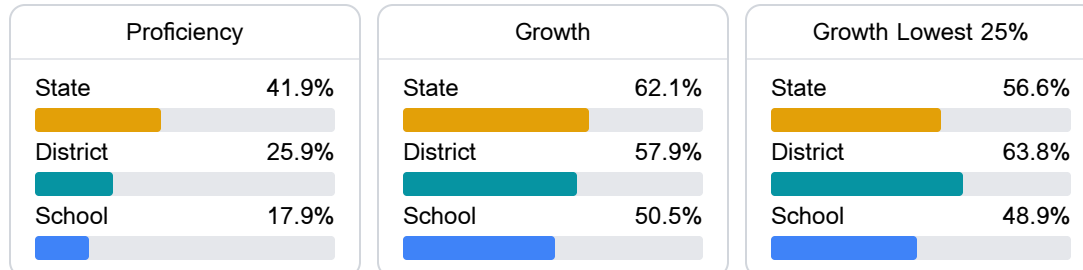 Proficiency
State 41.9%
District 25.9%
School 17.9%
Growth
State 62.1%
District 57.9%
School 50.5%
Growth Lowest 25%
State 56.6%
District 63.8%
School 48.9%